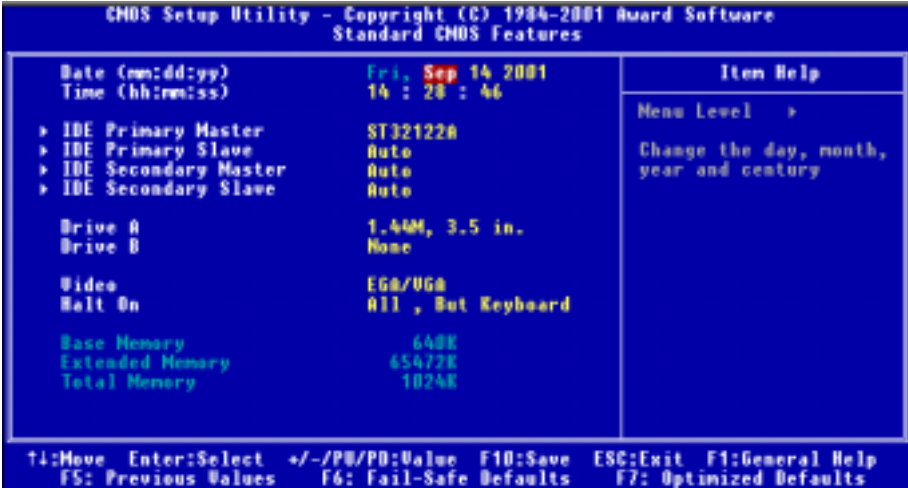 CMOS Setup Utility - Copyright (C) 1984-2001 Award Software
Standard CMOS Features
Date (mm:dd:yy) Fri, Sep 14 2001
Time (hh:mm:ss) 14 : 28 : 46
IDE Primary Master ST32122A
IDE Primary Slave Auto
IDE Secondary Master Auto
IDE Secondary Slave Auto
Drive A 1.44M, 3.5 in.
Drive B None
Video EGA/VGA
Halt On All , But Keyboard
Base Memory 640K
Extended Memory 65472K
Total Memory 1024K
Item Help
Menu Level
Change the day, month,
year and century
↑↓:Move Enter:Select +/-/PU/PD:Value F10:Save ESC:Exit F1:General Help
F5: Previous Values F6: Fail-Safe Defaults F7: Optimized Defaults